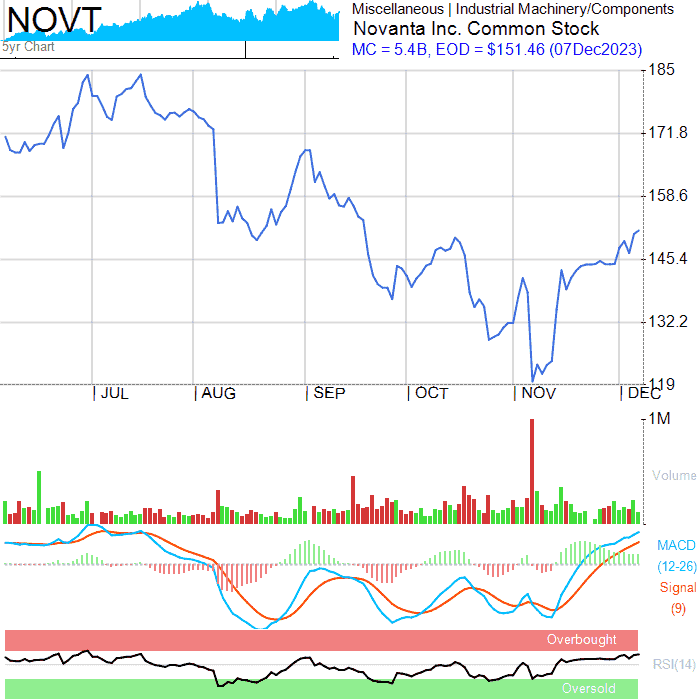 NOVT
5yr Chart
Miscellaneous | Industrial Machinery/Components
Novanta Inc. Common Stock
MC = 5.4B, EOD = $151.46 (07Dec2023)
185
171.8
158.6
145.4
132.2
119
JUL AUG SEP OCT NOV DEC
1M
Volume
MACD
(12-26)
Signal
(9)
Overbought
RSI(14)
Oversold